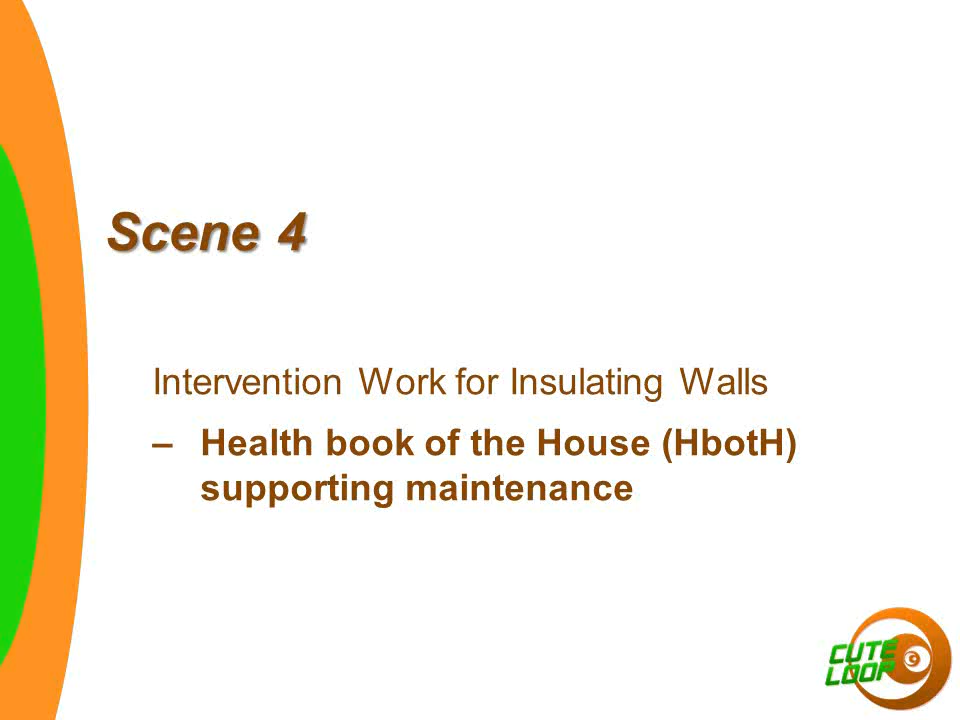 Scene 4
Intervention Work for Insulating Walls
– Health book of the House (HbotH)
supporting maintenance
CUTE
LOOP